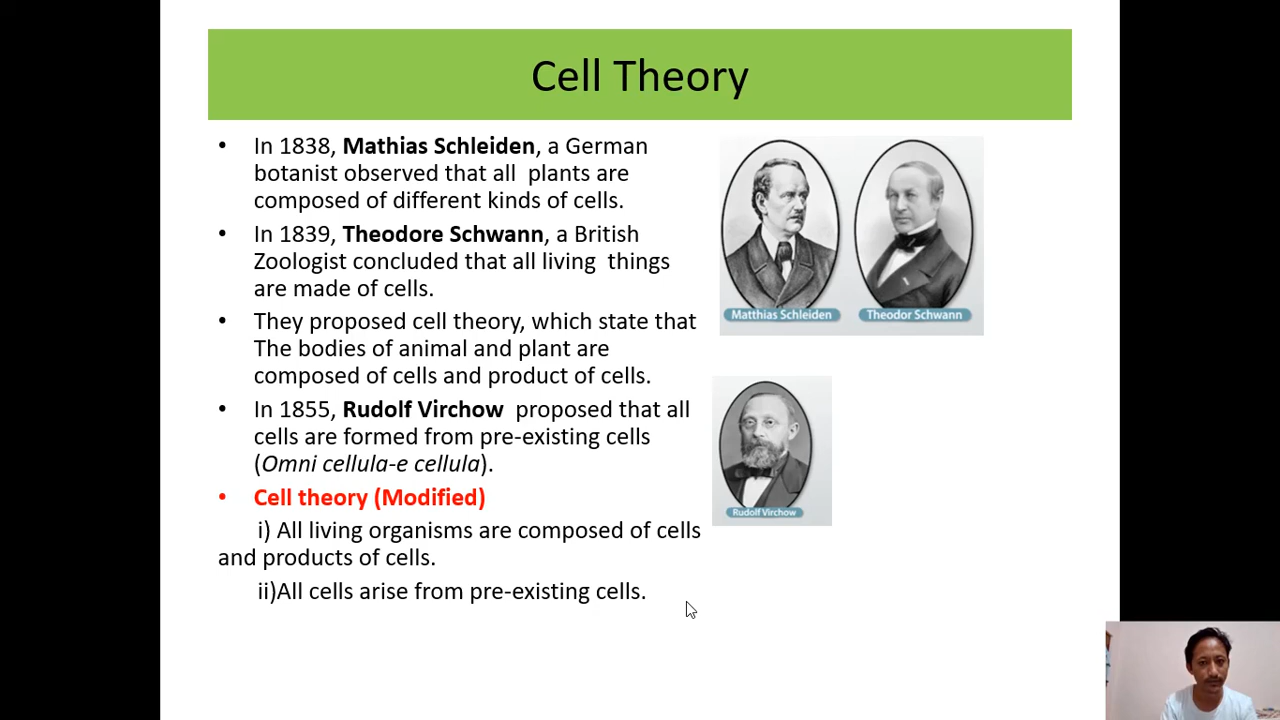 Cell Theory
• In 1838, Mathias Schleiden, a German
botanist observed that all plants are
composed of different kinds of cells.
• In 1839, Theodore Schwann, a British
Zoologist concluded that all living things
are made of cells.
• They proposed cell theory, which state that
The bodies of animal and plant are
composed of cells and product of cells.
• In 1855, Rudolf Virchow proposed that all
cells are formed from pre-existing cells
(Omni cellula-e cellula).
• Cell theory (Modified)
i) All living organisms are composed of cells
and products of cells.
ii)All cells arise from pre-existing cells.
Matthias Schleiden
Theodor Schwann
Rudolf Virchow